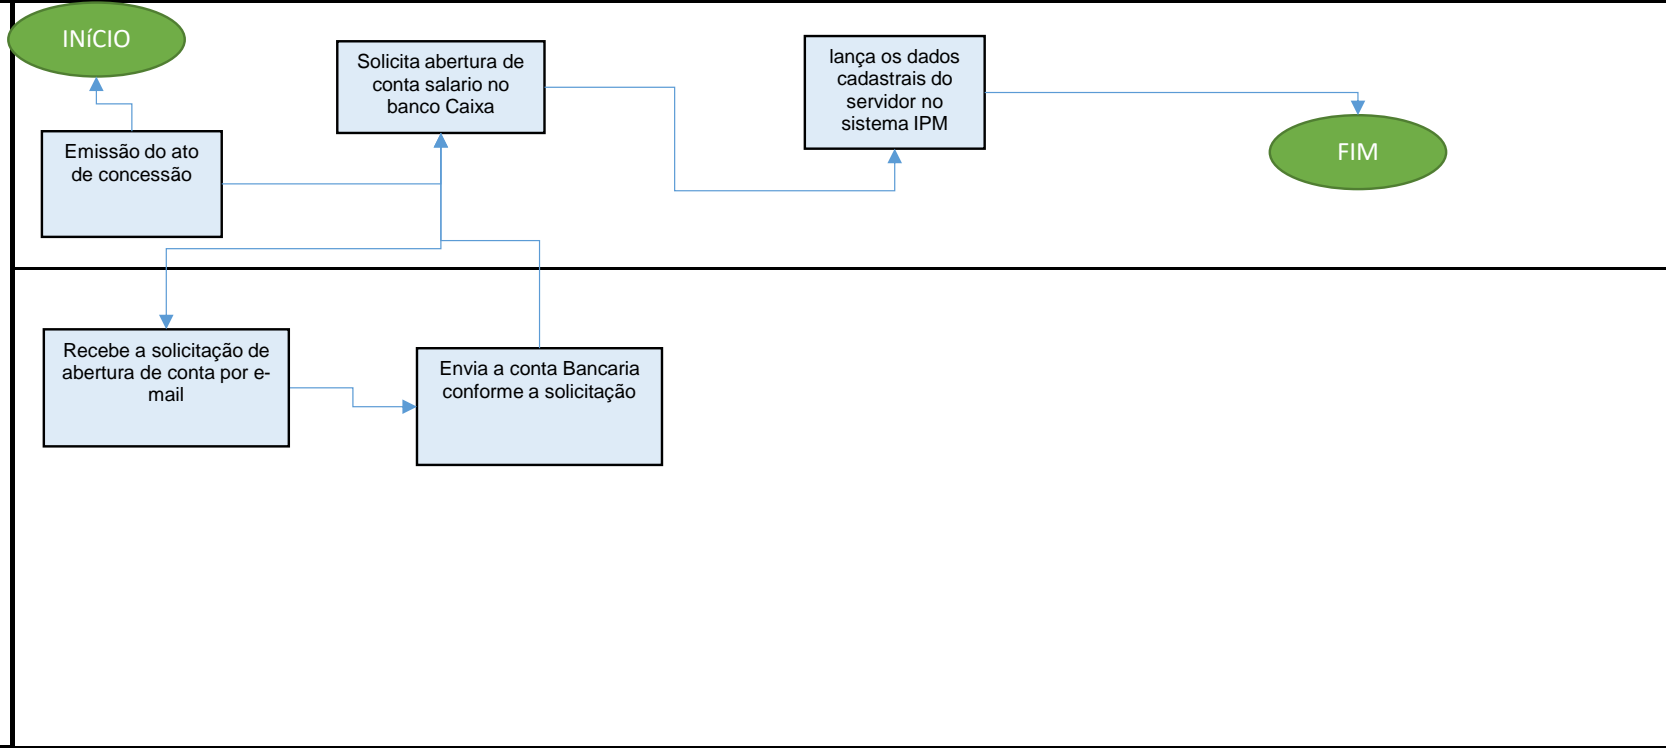 INíCIO
Solicita abertura de
conta salario no
banco Caixa
lança os dados
cadastrais do
servidor no
sistema IPM
Emissão do ato
de concessão
FIM
Recebe a solicitação de
abertura de conta por e-
mail
Envia a conta Bancaria
conforme a solicitação